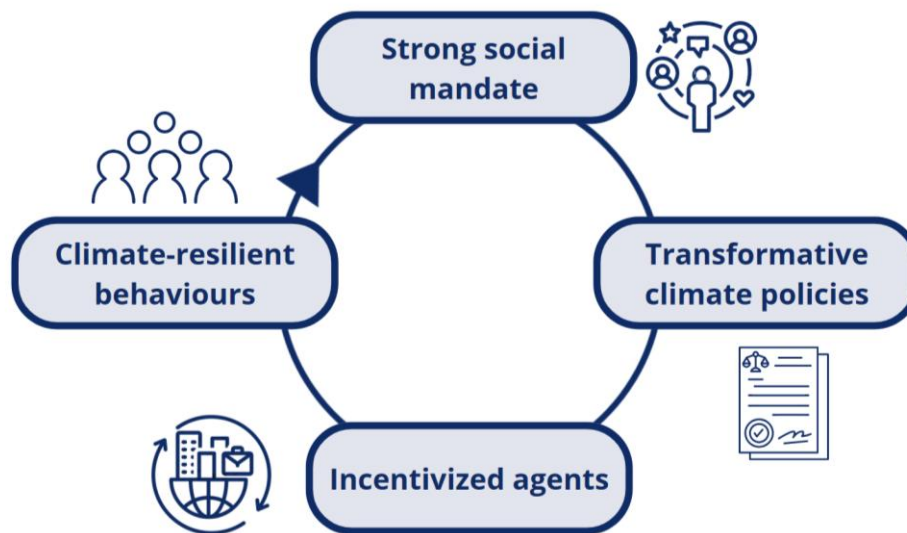 Strong social
mandate
Climate-resilient
behaviours
Transformative
climate policies
Incentivized agents